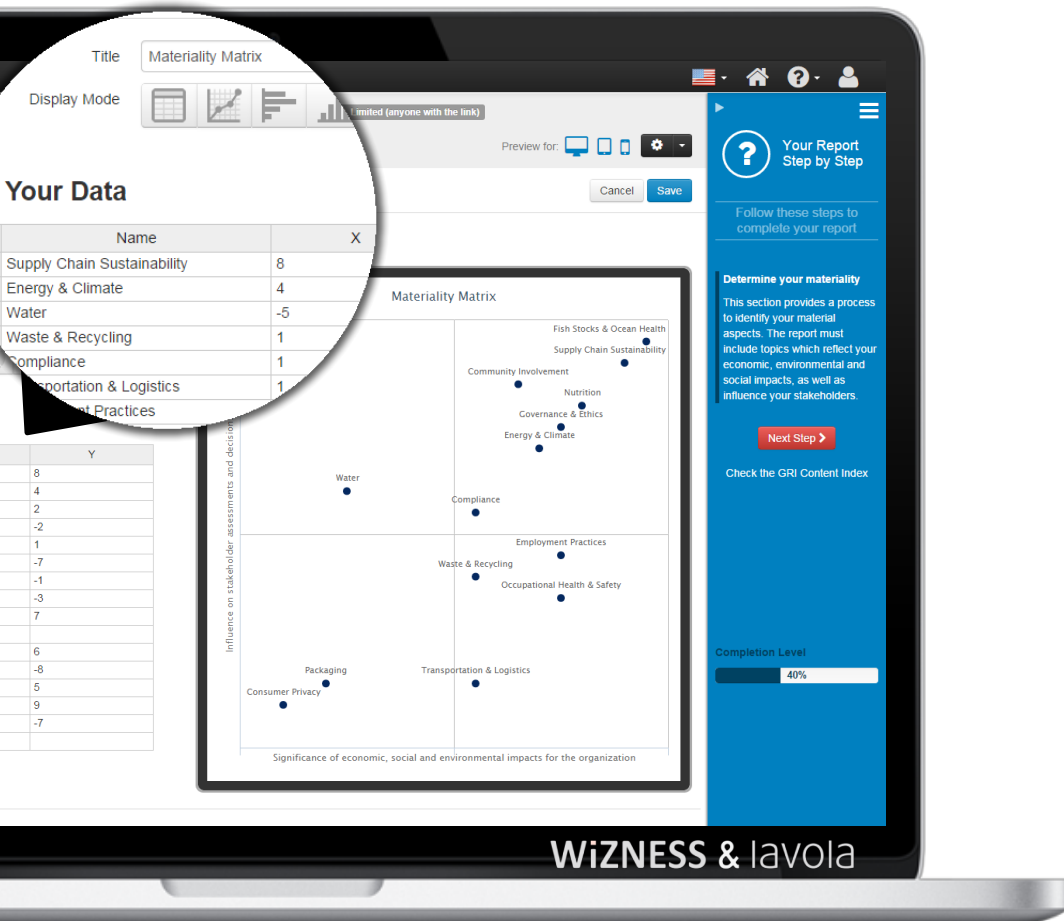 Title
Materiality Matrix
Display Mode
Limited (anyone with the link)
Preview for:
Cancel
Save
Your Data
Name X
Supply Chain Sustainability 8
Energy & Climate 4
Water -5
Waste & Recycling 1
Compliance 1
Transportation & Logistics 1
Practices
Y
8
4
2
-2
1
-7
-1
-3
7
6
-8
5
9
-7
Materiality Matrix
Fish Stocks & Ocean Health
Supply Chain Sustainability
Community Involvement
Nutrition
Governance & Ethics
Energy & Climate
Water
Compliance
Employment Practices
Waste & Recycling
Occupational Health & Safety
Packaging
Transportation & Logistics
Consumer Privacy
Influence on stakeholder assessments and decision
Significance of economic, social and environmental impacts for the organization
Your Report
Step by Step
Follow these steps to
complete your report
Determine your materiality
This section provides a process
to identify your material
aspects. The report must
include topics which reflect your
economic, environmental and
social impacts, as well as
influence your stakeholders.
Next Step
Check the GRI Content Index
Completion Level
40%
WiZNESS & lavola